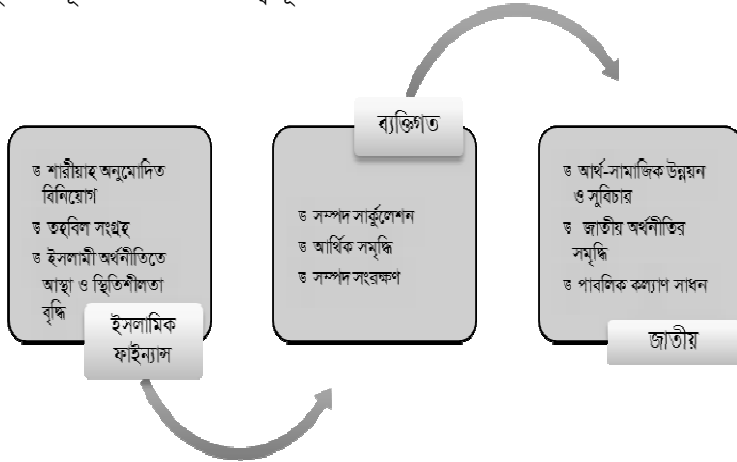 ব্যক্তিগত
ড শারীয়াহ অনুমোদিত
বিনিয়োগ
ড তহবিল সংগ্রহ
ড ইসলামী অর্থনীতিতে
আস্থা ও স্থিতিশীলতা
বৃদ্ধি
ইসলামিক
ফাইন্যান্স
ড সম্পদ সার্কুলেশন
ড আর্থিক সমৃদ্ধি
ড সম্পদ সংরক্ষণ
ড আর্থ-সামাজিক উন্নয়ন
ও সুবিচার
ড জাতীয় অর্থনীতির
সমৃদ্ধি
ড পাবলিক কল্যাণ সাধন
জাতীয়